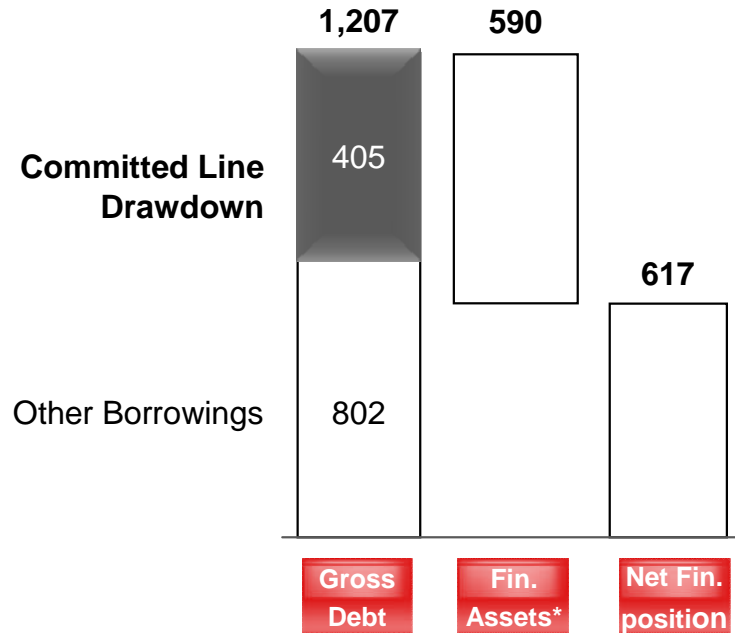 1,207
590
405
Committed Line
Drawdown
617
Other Borrowings
802
Gross
Debt
Fin.
Assets*
Net Fin.
position